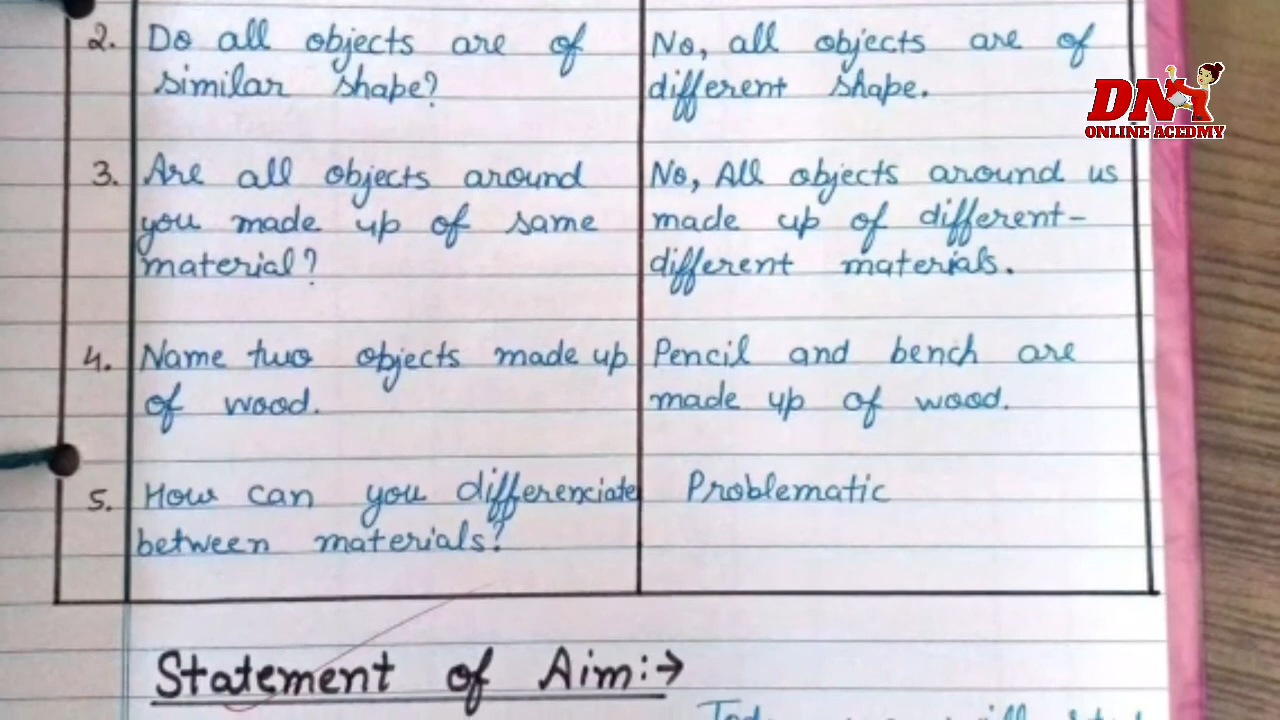 2. Do all objects are of
similar shape?
No, all objects are of
different shape.
3. Are all objects around
you made up of same
material?
No, All objects around us
made up of different-
different materials.
4. Name two objects made up
of wood.
Pencil and bench are
made up of wood.
5. How can you differenciate
between materials?
Problematic
Statement of Aim:→
DNA
ONLINE ACEDMY